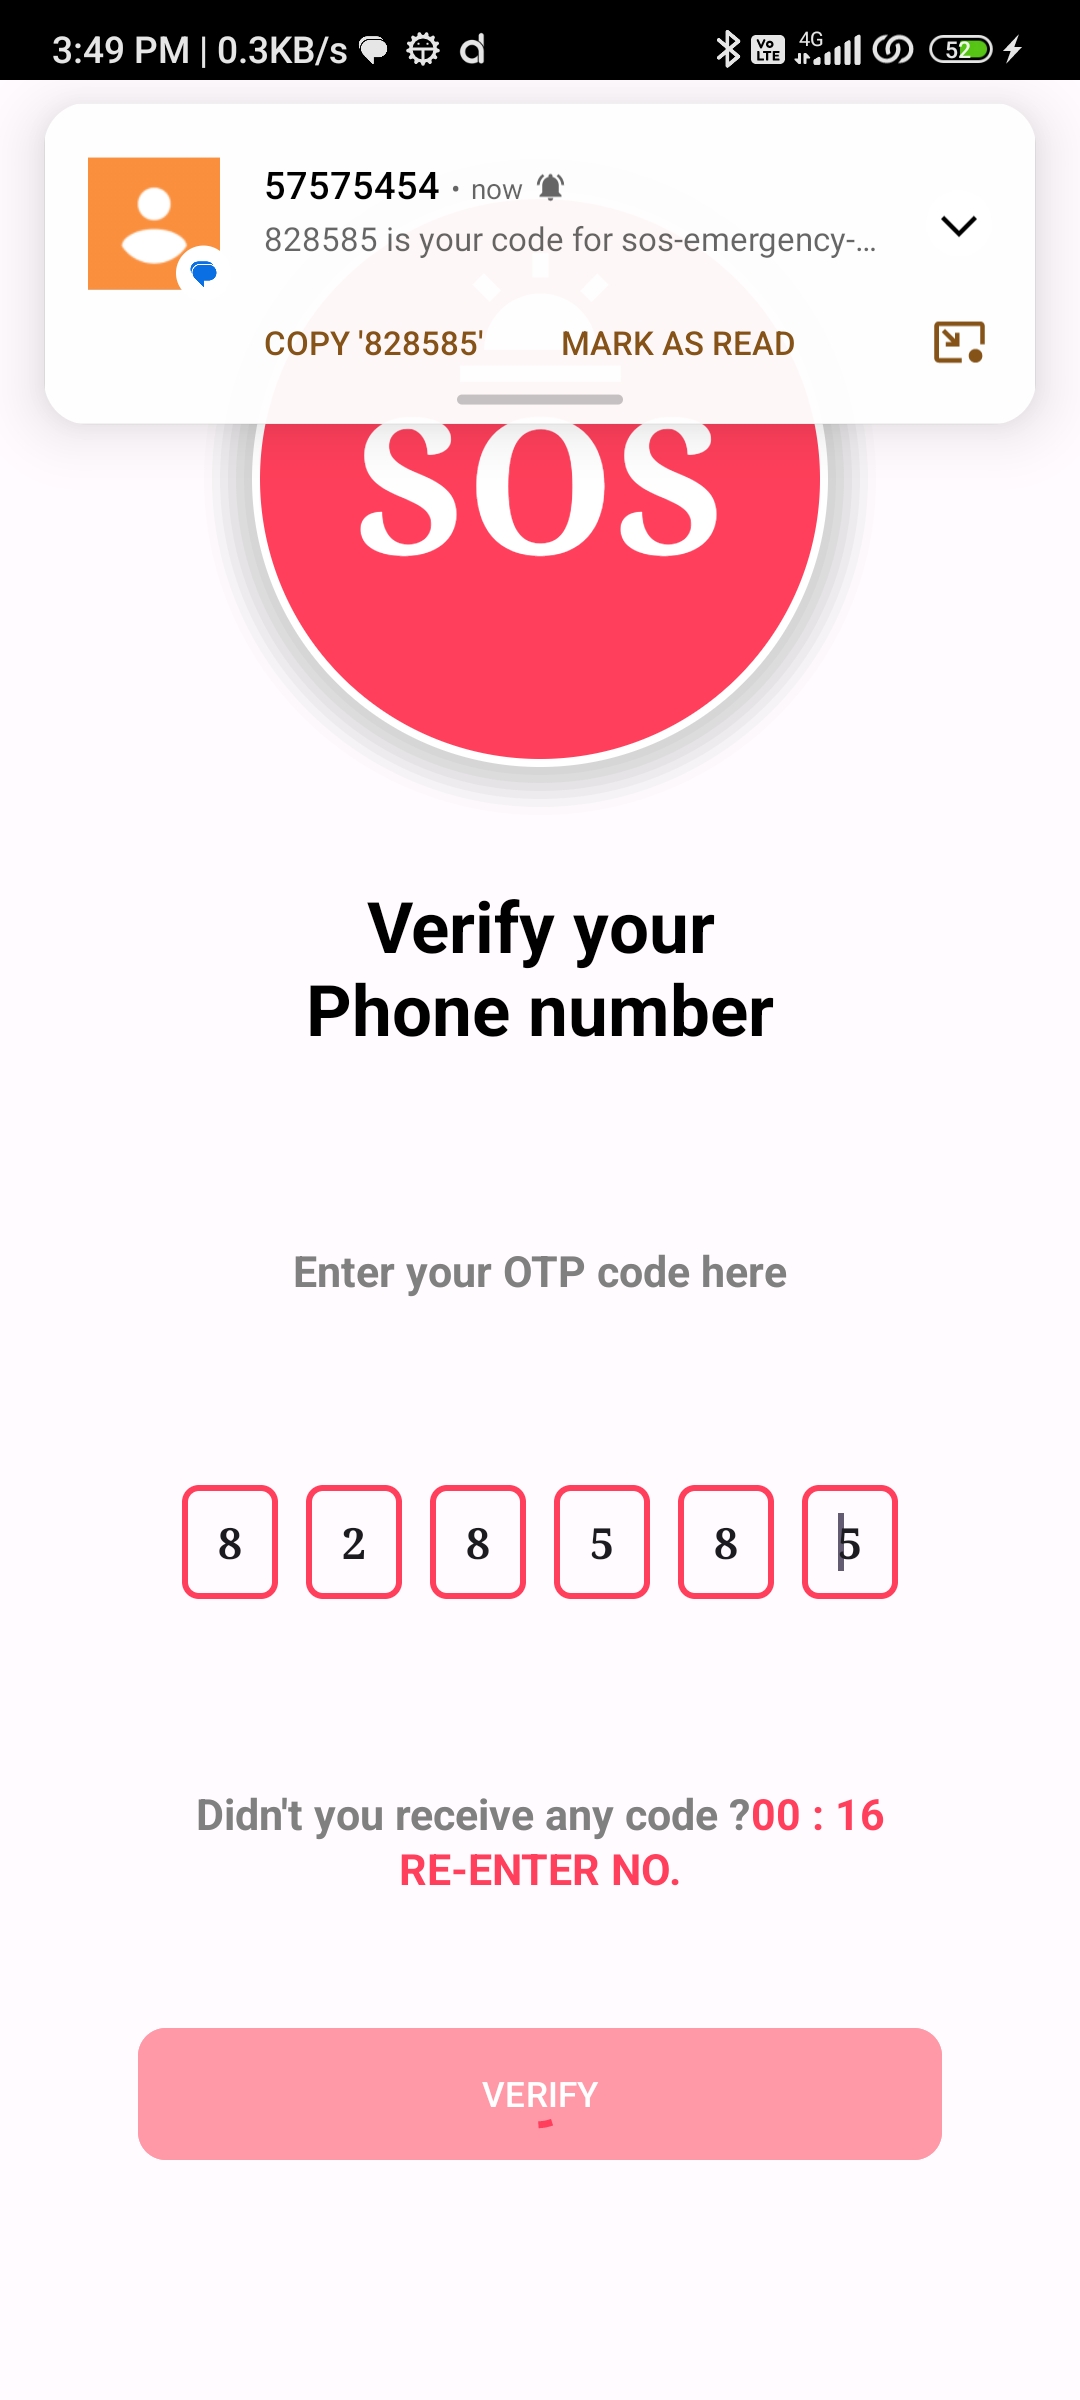 3:49 PM | 0.3KB/s
Vo LTE 4G 52
57575454 • now
828585 is your code for sos-emergency-...
COPY '828585' MARK AS READ
SOS
Verify your
Phone number
Enter your OTP code here
8 2 8 5 8 5
Didn't you receive any code ?00 : 16
RE-ENTER NO.
VERIFY